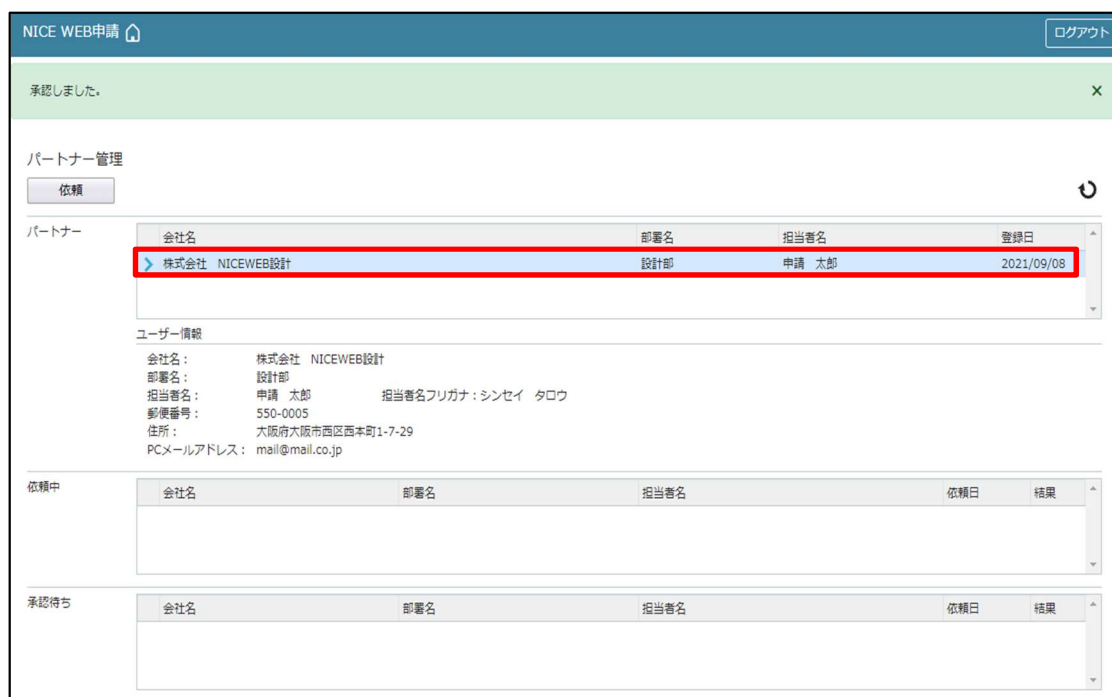 NICE WEB申請 ログアウト
承認しました。 ×
パートナー管理
依頼
パートナー
会社名 部署名 担当者名 登録日
株式会社　NICEWEB設計 設計部 申請　太郎 2021/09/08
ユーザー情報
会社名： 株式会社　NICEWEB設計
部署名： 設計部
担当者名： 申請　太郎 担当者名フリガナ：シンセイ　タロウ
郵便番号： 550-0005
住所： 大阪府大阪市西区西本町1-7-29
PCメールアドレス： mail@mail.co.jp
依頼中
会社名 部署名 担当者名 依頼日 結果
承認待ち
会社名 部署名 担当者名 依頼日 結果